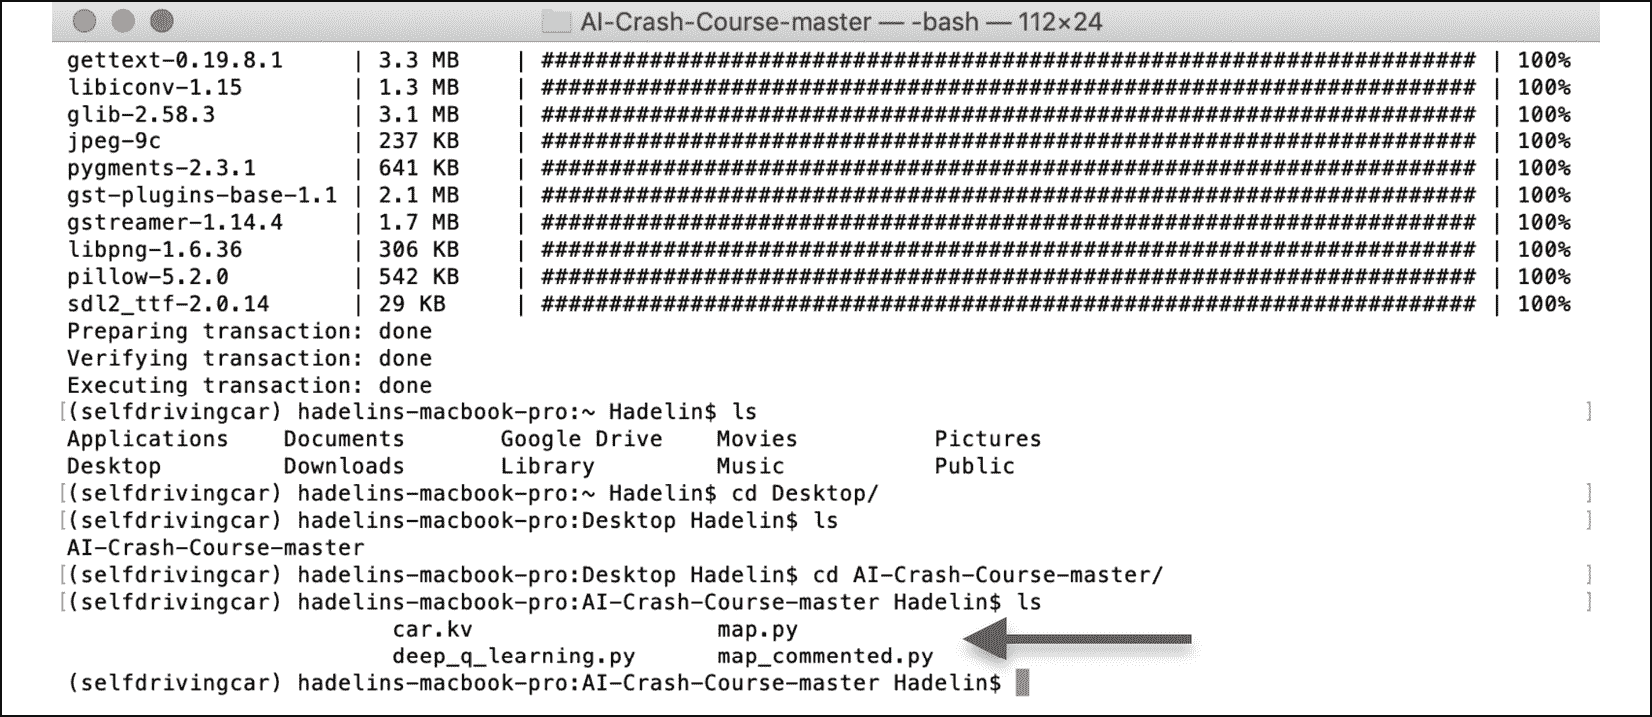 AI-Crash-Course-master — -bash — 112×24
gettext-0.19.8.1 | 3.3 MB | ##################################################################### | 100%
libiconv-1.15 | 1.3 MB | ##################################################################### | 100%
glib-2.58.3 | 3.1 MB | ##################################################################### | 100%
jpeg-9c | 237 KB | ##################################################################### | 100%
pygments-2.3.1 | 641 KB | ##################################################################### | 100%
gst-plugins-base-1.1 | 2.1 MB | ##################################################################### | 100%
gstreamer-1.14.4 | 1.7 MB | ##################################################################### | 100%
libpng-1.6.36 | 306 KB | ##################################################################### | 100%
pillow-5.2.0 | 542 KB | ##################################################################### | 100%
sdl2_ttf-2.0.14 | 29 KB | ##################################################################### | 100%
Preparing transaction: done
Verifying transaction: done
Executing transaction: done
[(selfdrivingcar) hadelins-macbook-pro:~ Hadelin$ ls ]
Applications Documents Google Drive Movies Pictures
Desktop Downloads Library Music Public
[(selfdrivingcar) hadelins-macbook-pro:~ Hadelin$ cd Desktop/ ]
[(selfdrivingcar) hadelins-macbook-pro:Desktop Hadelin$ ls ]
AI-Crash-Course-master
[(selfdrivingcar) hadelins-macbook-pro:Desktop Hadelin$ cd AI-Crash-Course-master/ ]
[(selfdrivingcar) hadelins-macbook-pro:AI-Crash-Course-master Hadelin$ ls ]
car.kv map.py
deep_q_learning.py map_commented.py
(selfdrivingcar) hadelins-macbook-pro:AI-Crash-Course-master Hadelin$